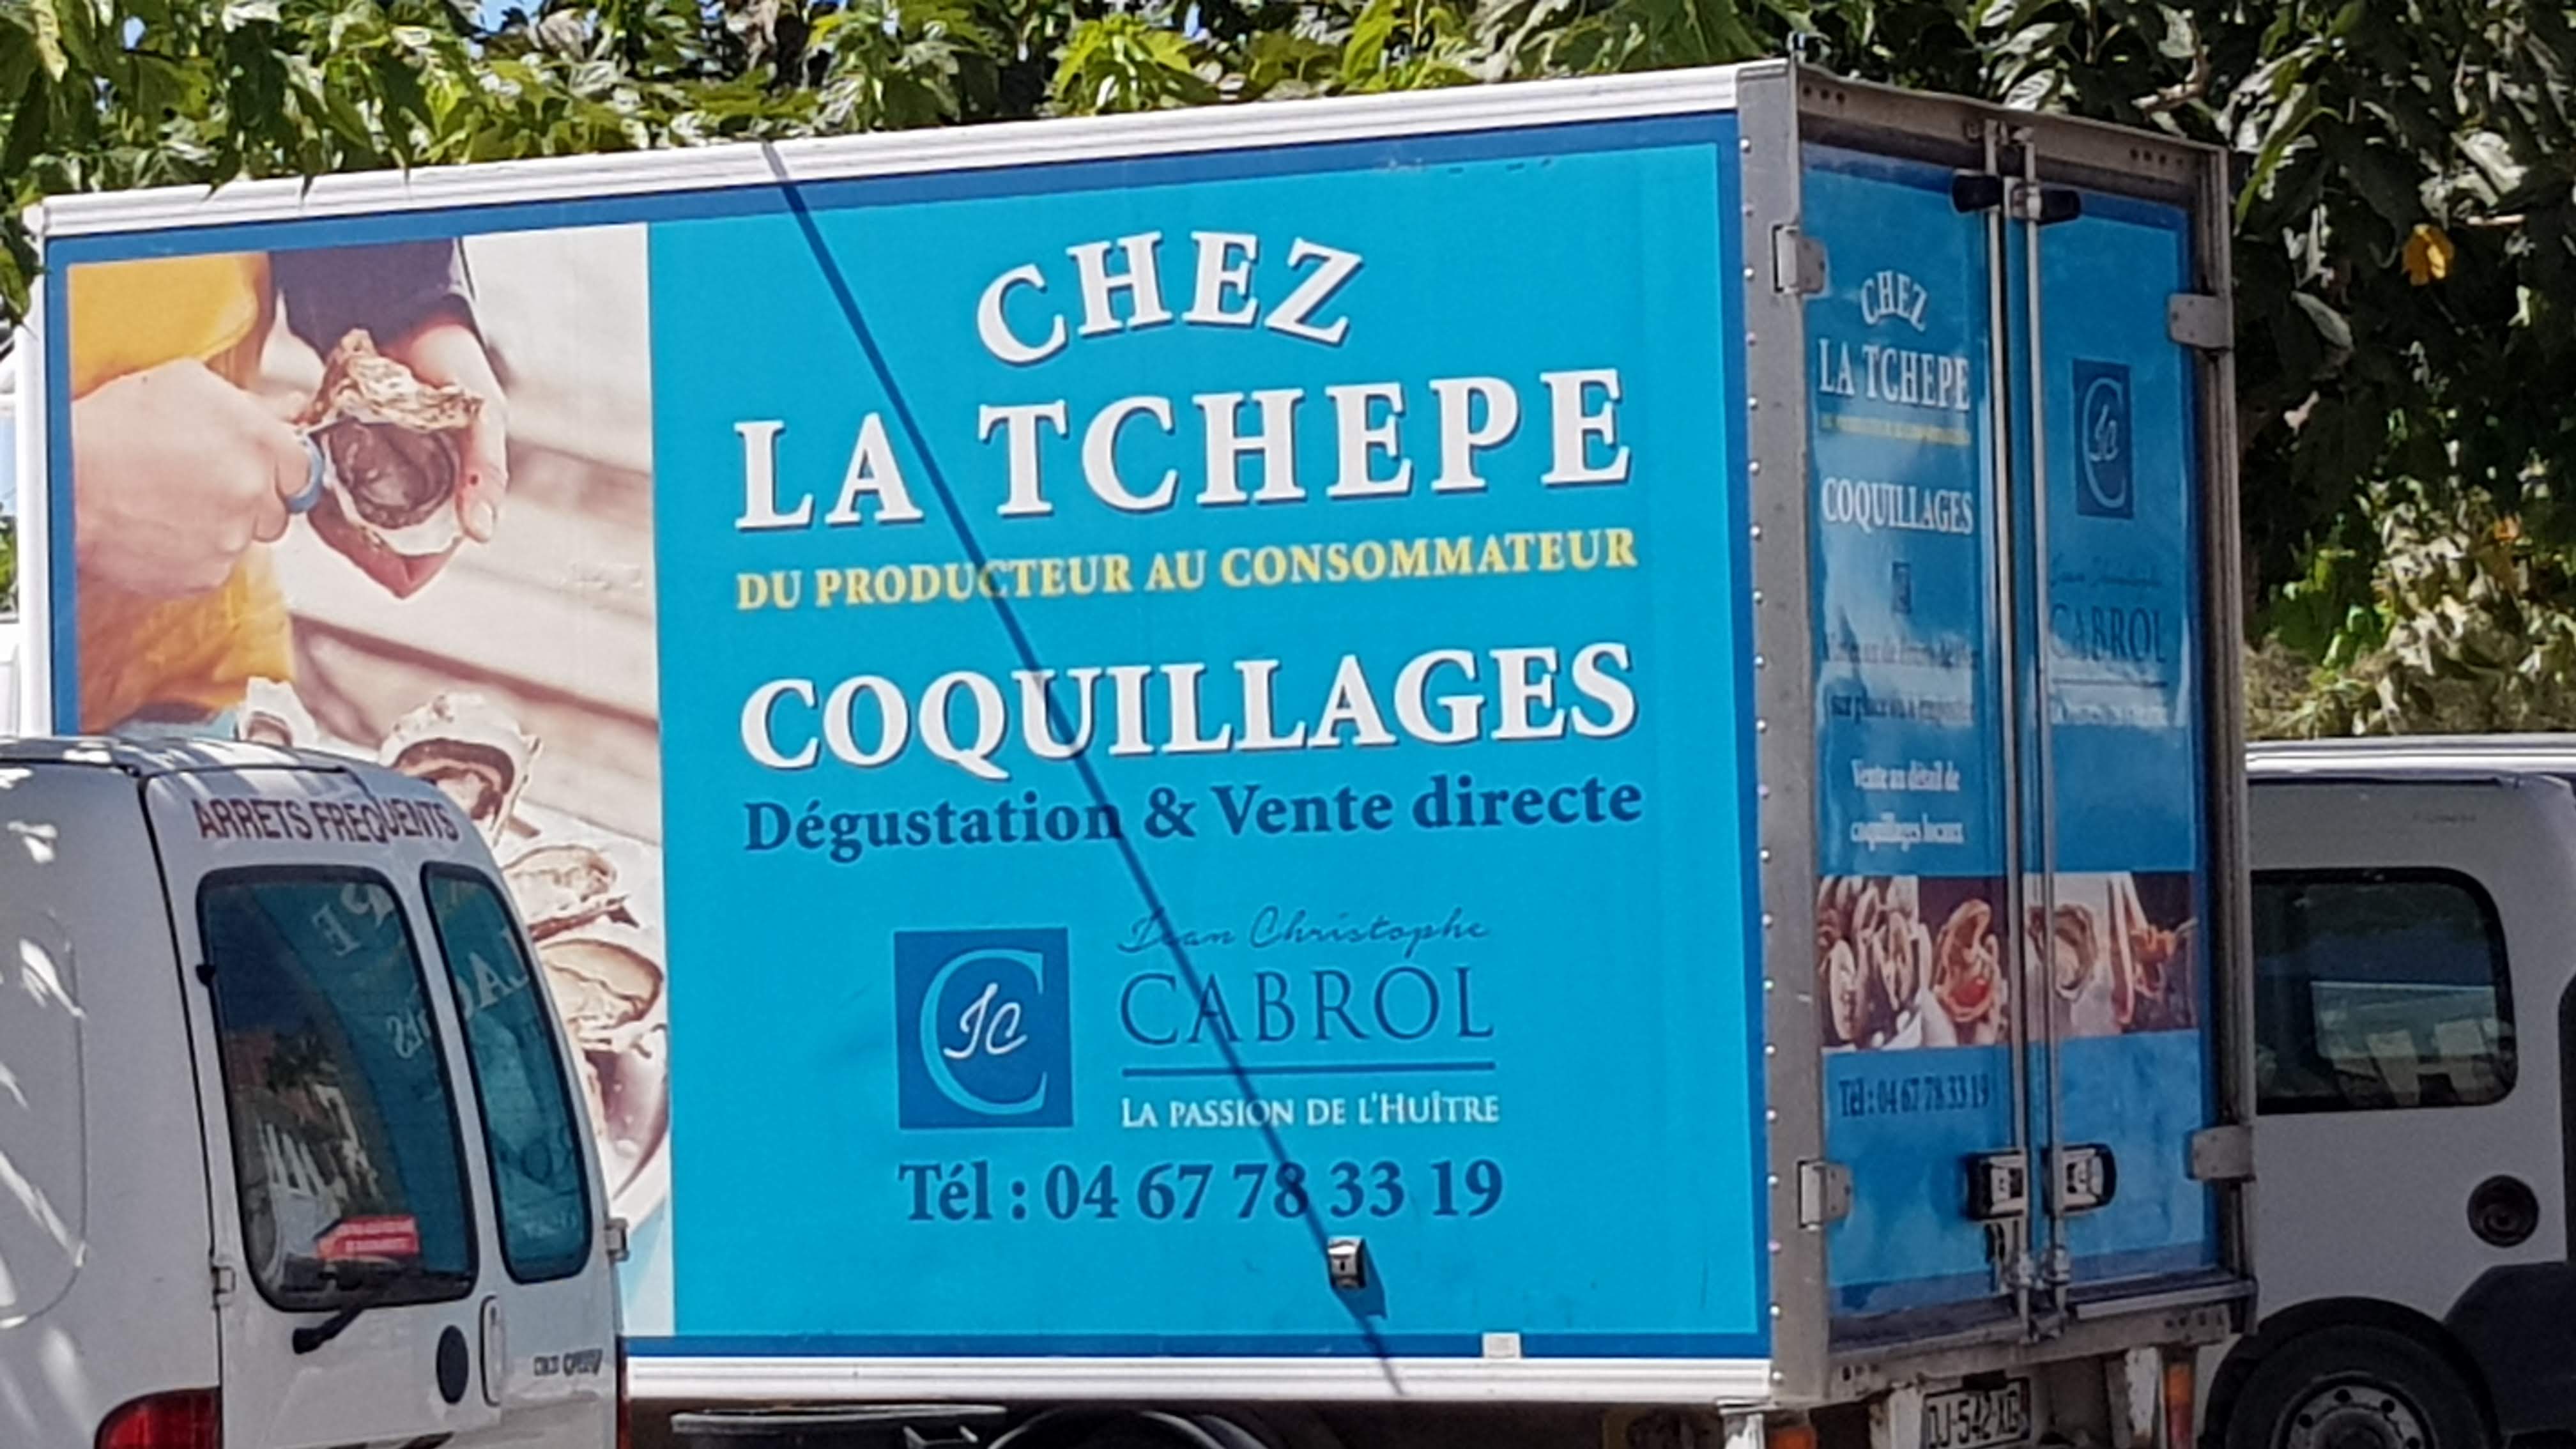 CHEZ
LA TCHEPE
DU PRODUCTEUR AU CONSOMMATEUR
COQUILLAGES
Dégustation & Vente directe
JC
Jean Christophe
CABROL
LA PASSION DE L'HUÎTRE
Tél : 04 67 78 33 19
ARRETS FREQUENTS
CHEZ
LA TCHEPE
COQUILLAGES
Vente au détail de
coquillages locaux
Tél : 04 67 78 33 19
JC
CABROL